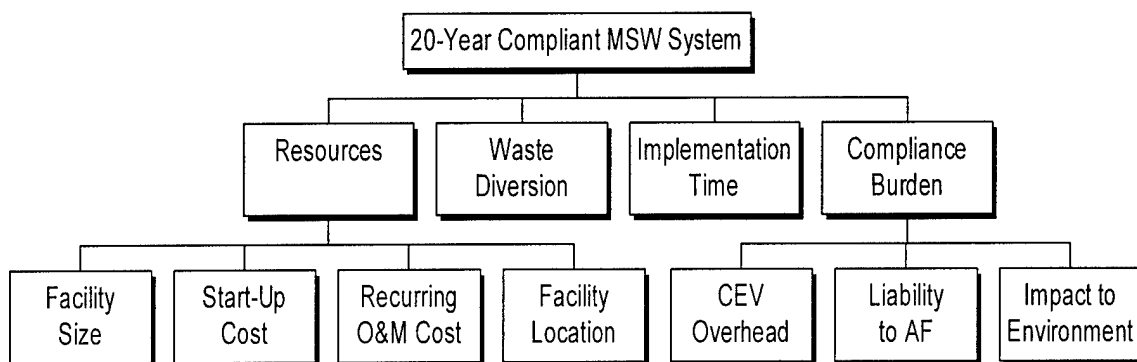 20-Year Compliant MSW System
Resources
Waste
Diversion
Implementation
Time
Compliance
Burden
Facility
Size
Start-Up
Cost
Recurring
O&M Cost
Facility
Location
CEV
Overhead
Liability
to AF
Impact to
Environment